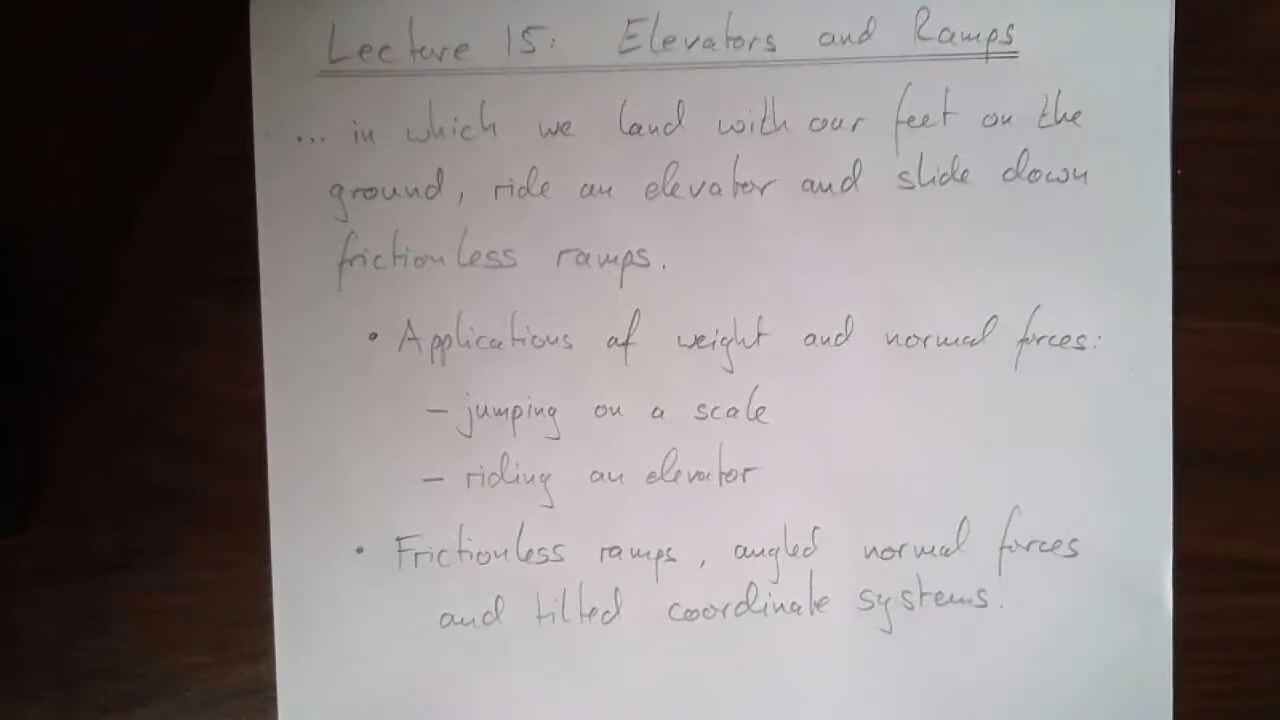 Lecture 15: Elevators and Ramps
... in which we land with our feet on the
ground, ride an elevator and slide down
frictionless ramps.
• Applications of weight and normal forces:
– jumping on a scale
– riding an elevator
• Frictionless ramps, angled normal forces
and tilted coordinate systems.